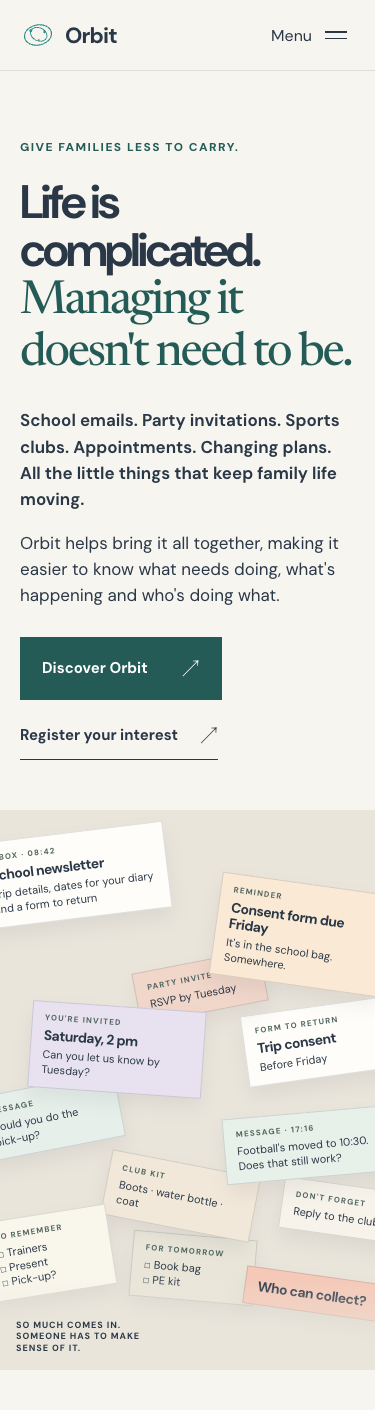 Orbit
Menu
GIVE FAMILIES LESS TO CARRY.
Life is
complicated.
Managing it
doesn't need to be.
School emails. Party invitations. Sports
clubs. Appointments. Changing plans.
All the little things that keep family life
moving.
Orbit helps bring it all together, making it
easier to know what needs doing, what's
happening and who's doing what.
Discover Orbit
Register your interest
BOX · 08:42
chool newsletter
rip details, dates for your diary
nd a form to return
REMINDER
Consent form due
Friday
It's in the school bag.
Somewhere.
PARTY INVITE
RSVP by Tuesday
YOU'RE INVITED
Saturday, 2 pm
Can you let us know by
Tuesday?
FORM TO RETURN
Trip consent
Before Friday
ESSAGE
ould you do the
pick-up?
MESSAGE · 17:16
Football's moved to 10:30.
Does that still work?
CLUB KIT
Boots · water bottle ·
coat
DON'T FORGET
Reply to the club
O REMEMBER
Trainers
Present
Pick-up?
FOR TOMORROW
Book bag
PE kit
Who can collect?
SO MUCH COMES IN.
SOMEONE HAS TO MAKE
SENSE OF IT.